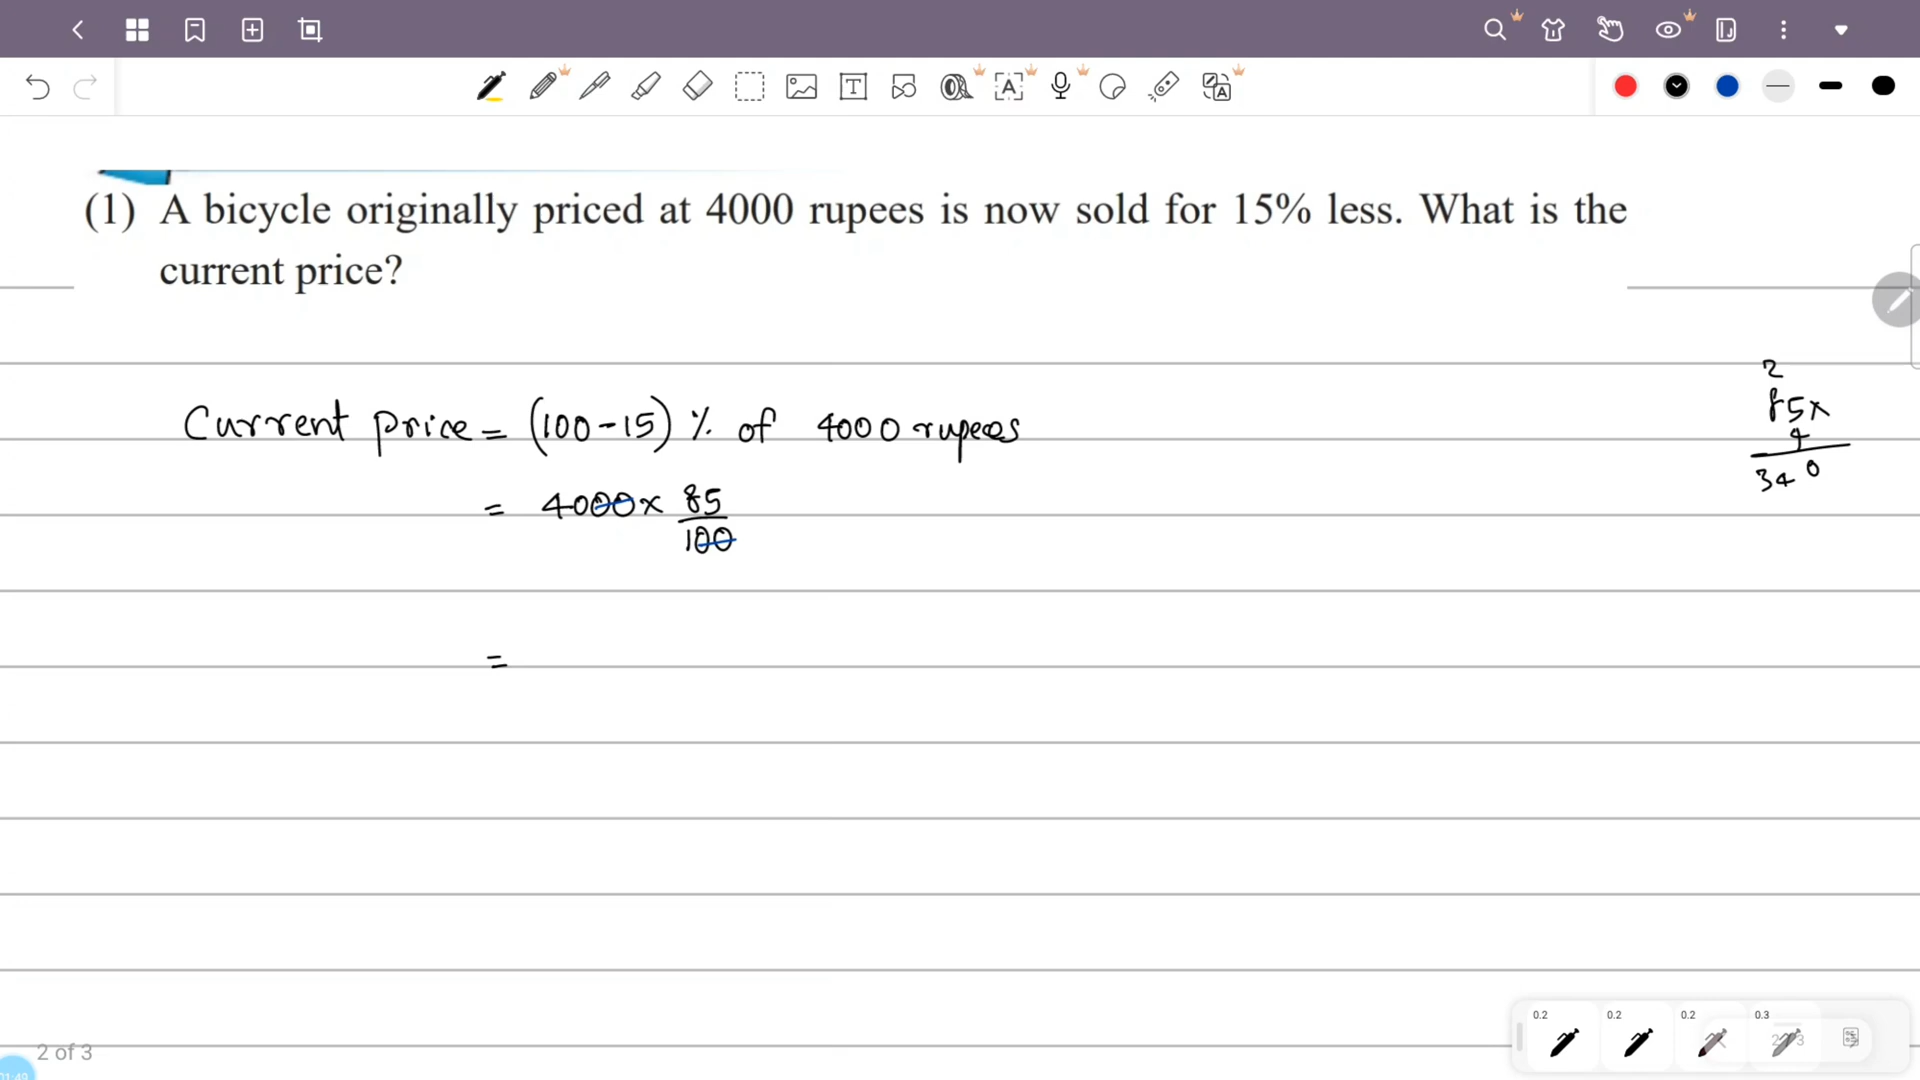 (1) A bicycle originally priced at 4000 rupees is now sold for 15% less. What is the
current price?
Current price = (100-15) % of 4000 rupees
= 4000 x 85
100
=
2
85x
4
340
0.2 0.2 0.2 0.3
2 of 3
01:49